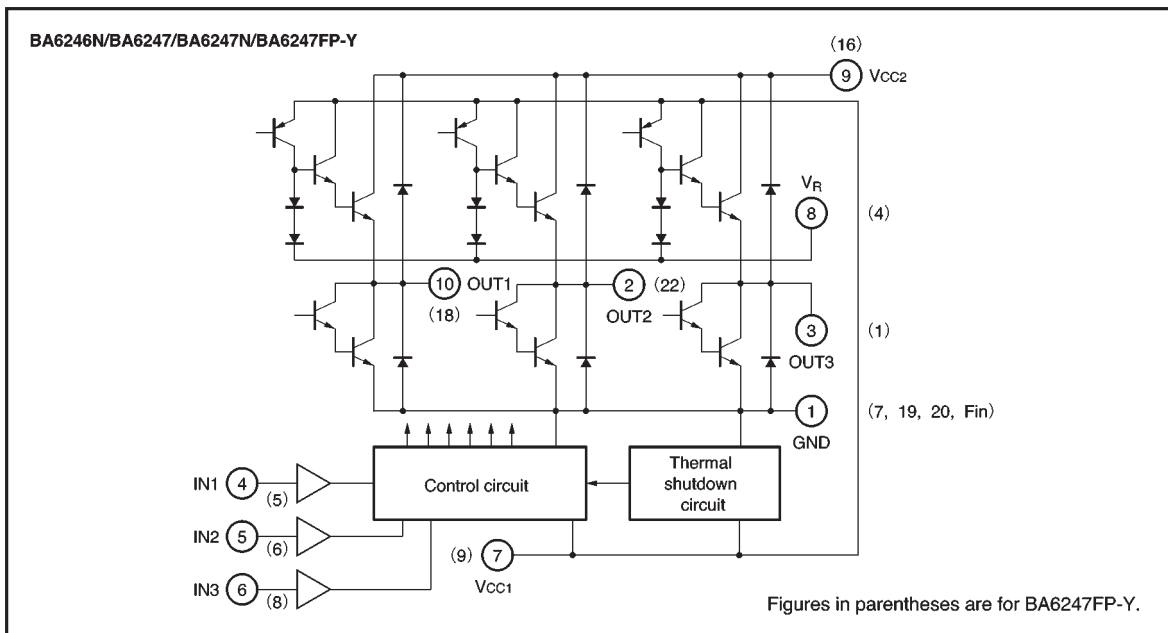 BA6246N/BA6247/BA6247N/BA6247FP-Y
(16)
9 VCC2
VR
8 (4)
10 OUT1
(18)
2 (22)
OUT2
3 (1)
OUT3
1 (7, 19, 20, Fin)
GND
IN1 4
(5)
Control circuit
Thermal
shutdown
circuit
IN2 5
(6)
(9) 7
VCC1
IN3 6
(8)
Figures in parentheses are for BA6247FP-Y.